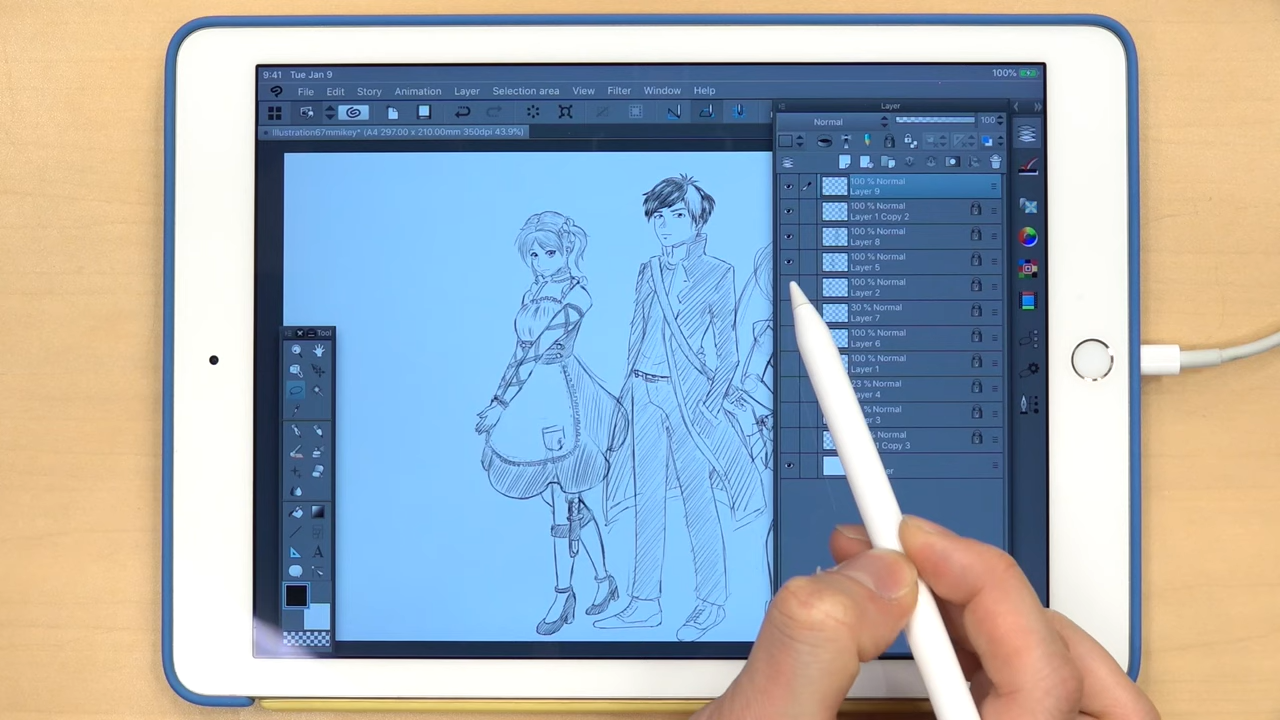 9:41 Tue Jan 9 100%
File Edit Story Animation Layer Selection area View Filter Window Help
Illustration67mmikey* (A4 297.00 x 210.00mm 350dpi 43.9%)
Layer
Normal 100
100 % Normal
Layer 9
100 % Normal
Layer 1 Copy 2
100 % Normal
Layer 8
100 % Normal
Layer 5
100 % Normal
Layer 2
30 % Normal
Layer 7
100 % Normal
Layer 6
100 % Normal
Layer 1
23 % Normal
Layer 4
% Normal
3
% Normal
Copy 3
Tool
A